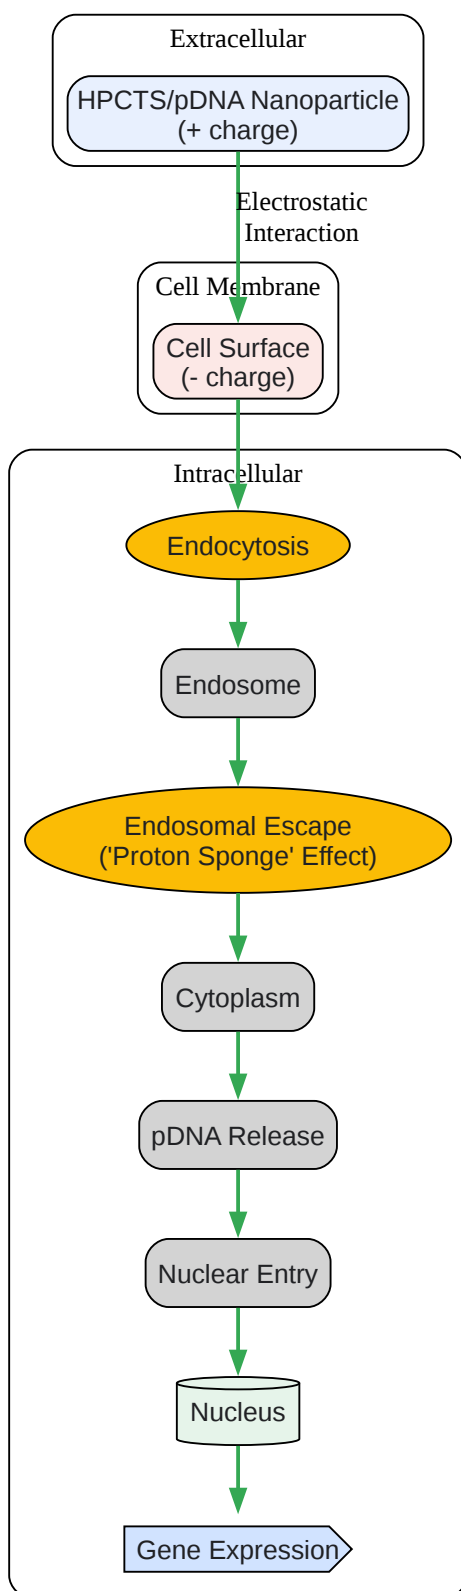 Extracellular
HPCTS/pDNA Nanoparticle
(+ charge)
Electrostatic
Interaction
Cell Membrane
Cell Surface
(- charge)
Intracellular
Endocytosis
Endosome
Endosomal Escape
('Proton Sponge' Effect)
Cytoplasm
pDNA Release
Nuclear Entry
Nucleus
Gene Expression